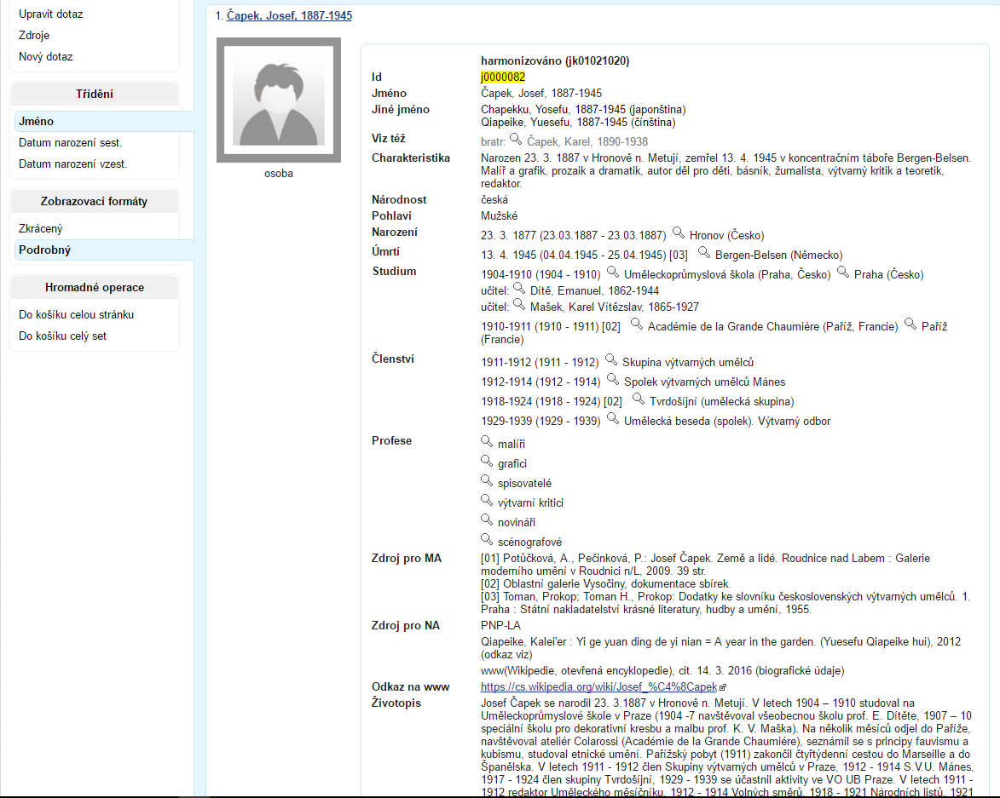 Upravit dotaz
Zdroje
Nový dotaz
Třídění
Jméno
Datum narození sest.
Datum narození vzest.
Zobrazovací formáty
Zkrácený
Podrobný
Hromadné operace
Do košíku celou stránku
Do košíku celý set
1. Čapek, Josef, 1887-1945
osoba
harmonizováno (jk01021020)
Id j0000082
Jméno Čapek, Josef, 1887-1945
Jiné jméno Chapekku, Yosefu, 1887-1945 (japonština)
Qiapeike, Yuesefu, 1887-1945 (čínština)
Viz též bratr: Čapek, Karel, 1890-1938
Charakteristika Narozen 23. 3. 1887 v Hronově n. Metují, zemřel 13. 4. 1945 v koncentračním táboře Bergen-Belsen.
Malíř a grafik, prozaik a dramatik, autor děl pro děti, básník, žurnalista, výtvarný kritik a teoretik,
redaktor.
Národnost česká
Pohlaví Mužské
Narození 23. 3. 1877 (23.03.1887 - 23.03.1887) Hronov (Česko)
Úmrtí 13. 4. 1945 (04.04.1945 - 25.04.1945) [03] Bergen-Belsen (Německo)
Studium 1904-1910 (1904 - 1910) Uměleckoprůmyslová škola (Praha, Česko) Praha (Česko)
učitel: Dítě, Emanuel, 1862-1944
učitel: Mašek, Karel Vítězslav, 1865-1927
1910-1911 (1910 - 1911) [02] Académie de la Grande Chaumière (Paříž, Francie) Paříž
(Francie)
Členství 1911-1912 (1911 - 1912) Skupina výtvarných umělců
1912-1914 (1912 - 1914) Spolek výtvarných umělců Mánes
1918-1924 (1918 - 1924) [02] Tvrdošíjní (umělecká skupina)
1929-1939 (1929 - 1939) Umělecká beseda (spolek). Výtvarný odbor
Profese malíři
grafici
spisovatelé
výtvarní kritici
novináři
scénografové
Zdroj pro MA [01] Potůčková, A., Pečinková, P.: Josef Čapek. Země a lidé. Roudnice nad Labem : Galerie
moderního umění v Roudnici n/L, 2009. 39 str.
[02] Oblastní galerie Vysočiny, dokumentace sbírek.
[03] Toman, Prokop; Toman H., Prokop: Dodatky ke slovníku československých výtvarných umělců. 1.
Praha : Státní nakladatelství krásné literatury, hudby a umění, 1955.
Zdroj pro NA PNP-LA
Qiapeike, Kalei'er : Yi ge yuan ding de yi nian = A year in the garden. (Yuesefu Qiapeike hui), 2012
(odkaz viz)
www(Wikipedie, otevřená encyklopedie), cit. 14. 3. 2016 (biografické údaje)
Odkaz na www https://cs.wikipedia.org/wiki/Josef_%C4%8Capek
Životopis Josef Čapek se narodil 23. 3.1887 v Hronově n. Metují. V letech 1904 – 1910 studoval na
Uměleckoprůmyslové škole v Praze (1904 -7 navštěvoval všeobecnou školu prof. E. Dítěte, 1907 – 10
speciální školu pro dekorativní kresbu a malbu prof. K. V. Maška). Na několik měsíců odjel do Paříže,
navštěvoval ateliér Colarossi (Académie de la Grande Chaumiére), seznámil se s principy fauvismu a
kubismu, studoval etnické umění. Pařížský pobyt (1911) zakončil čtyřtýdenní cestou do Marseille a do
Španělska. V letech 1911 - 1912 člen Skupiny výtvarných umělců v Praze, 1912 - 1914 S.V.U. Mánes,
1917 - 1924 člen skupiny Tvrdošíjní, 1929 - 1939 se účastnil aktivity ve VO UB Praze. V letech 1911 -
1912 redaktor Uměleckého měsíčníku, 1912 - 1914 Volných směrů, 1918 - 1921 Národních listů, 1921